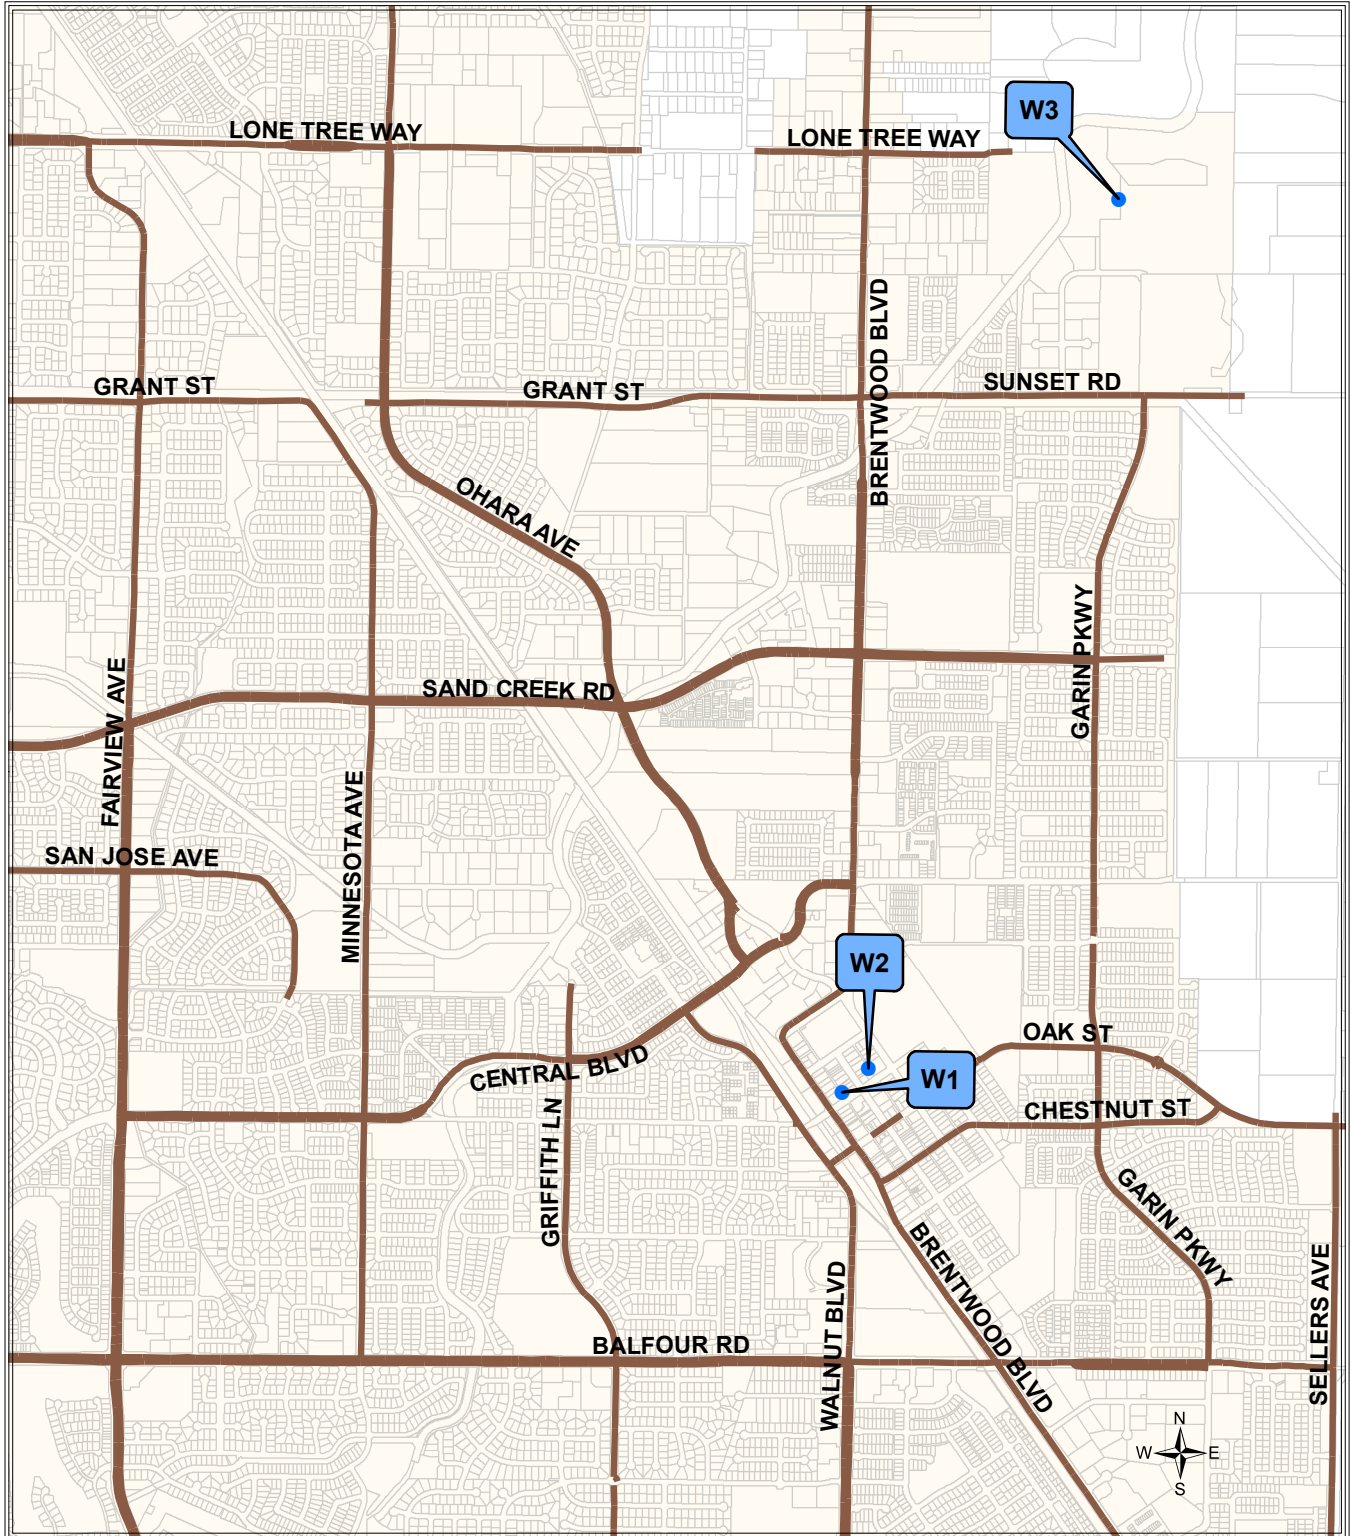 W3
LONE TREE WAY
LONE TREE WAY
BRENTWOOD BLVD
GRANT ST
GRANT ST
SUNSET RD
OHARA AVE
GARIN PKWY
FAIRVIEW AVE
SAND CREEK RD
MINNESOTA AVE
SAN JOSE AVE
W2
OAK ST
CENTRAL BLVD
W1
CHESTNUT ST
GRIFFITH LN
GARIN PKWY
BRENTWOOD BLVD
WALNUT BLVD
SELLERS AVE
BALFOUR RD
N
W
E
S